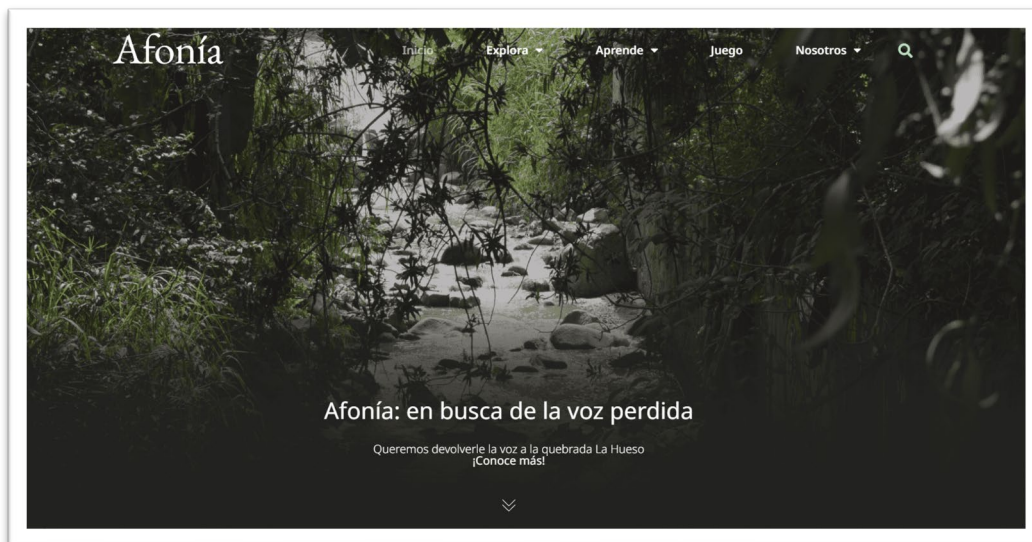 Afonía
Inicio Explora Aprende Juego Nosotros
Afonía: en busca de la voz perdida
Queremos devolverle la voz a la quebrada La Hueso
¡Conoce más!